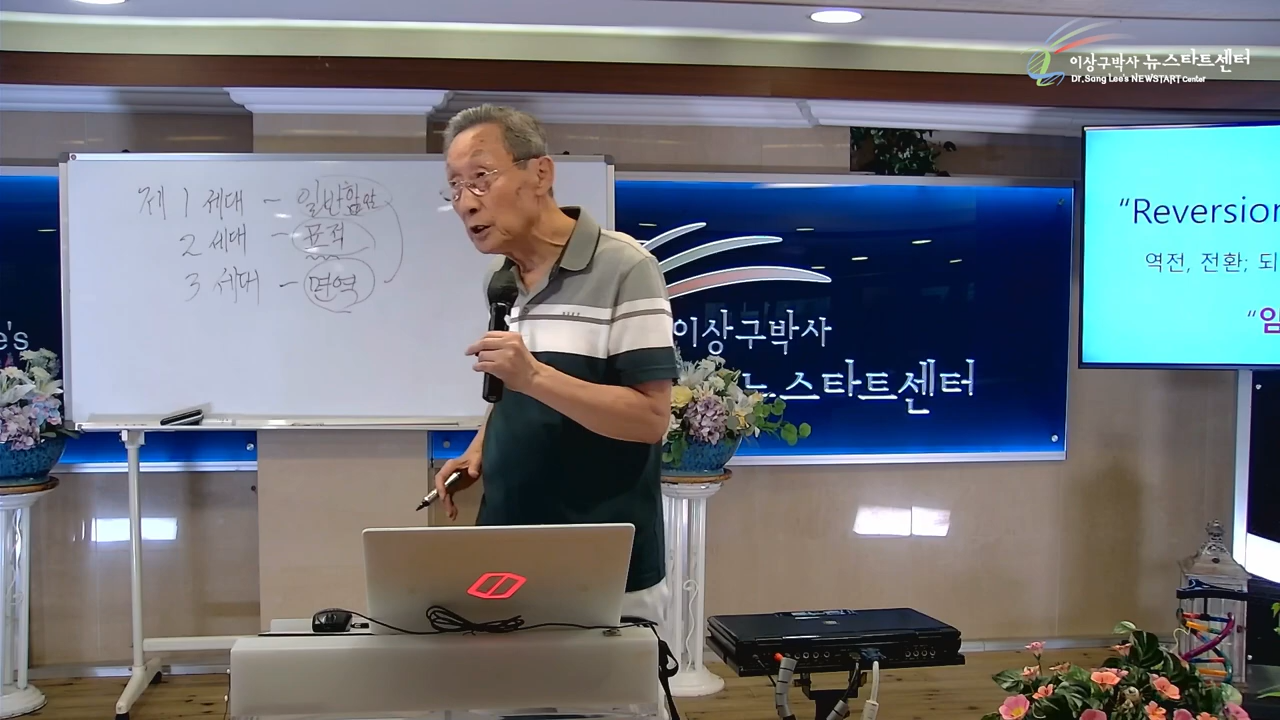 이상구박사 뉴스타트센터
Dr.Sang Lee's NEWSTART Center
제 1 세대 - 일반항암
2 세대 - 표적
3 세대 - 면역
e's
이상구박사
뉴스타트센터
"Reversion
역전, 전환; 되
"암